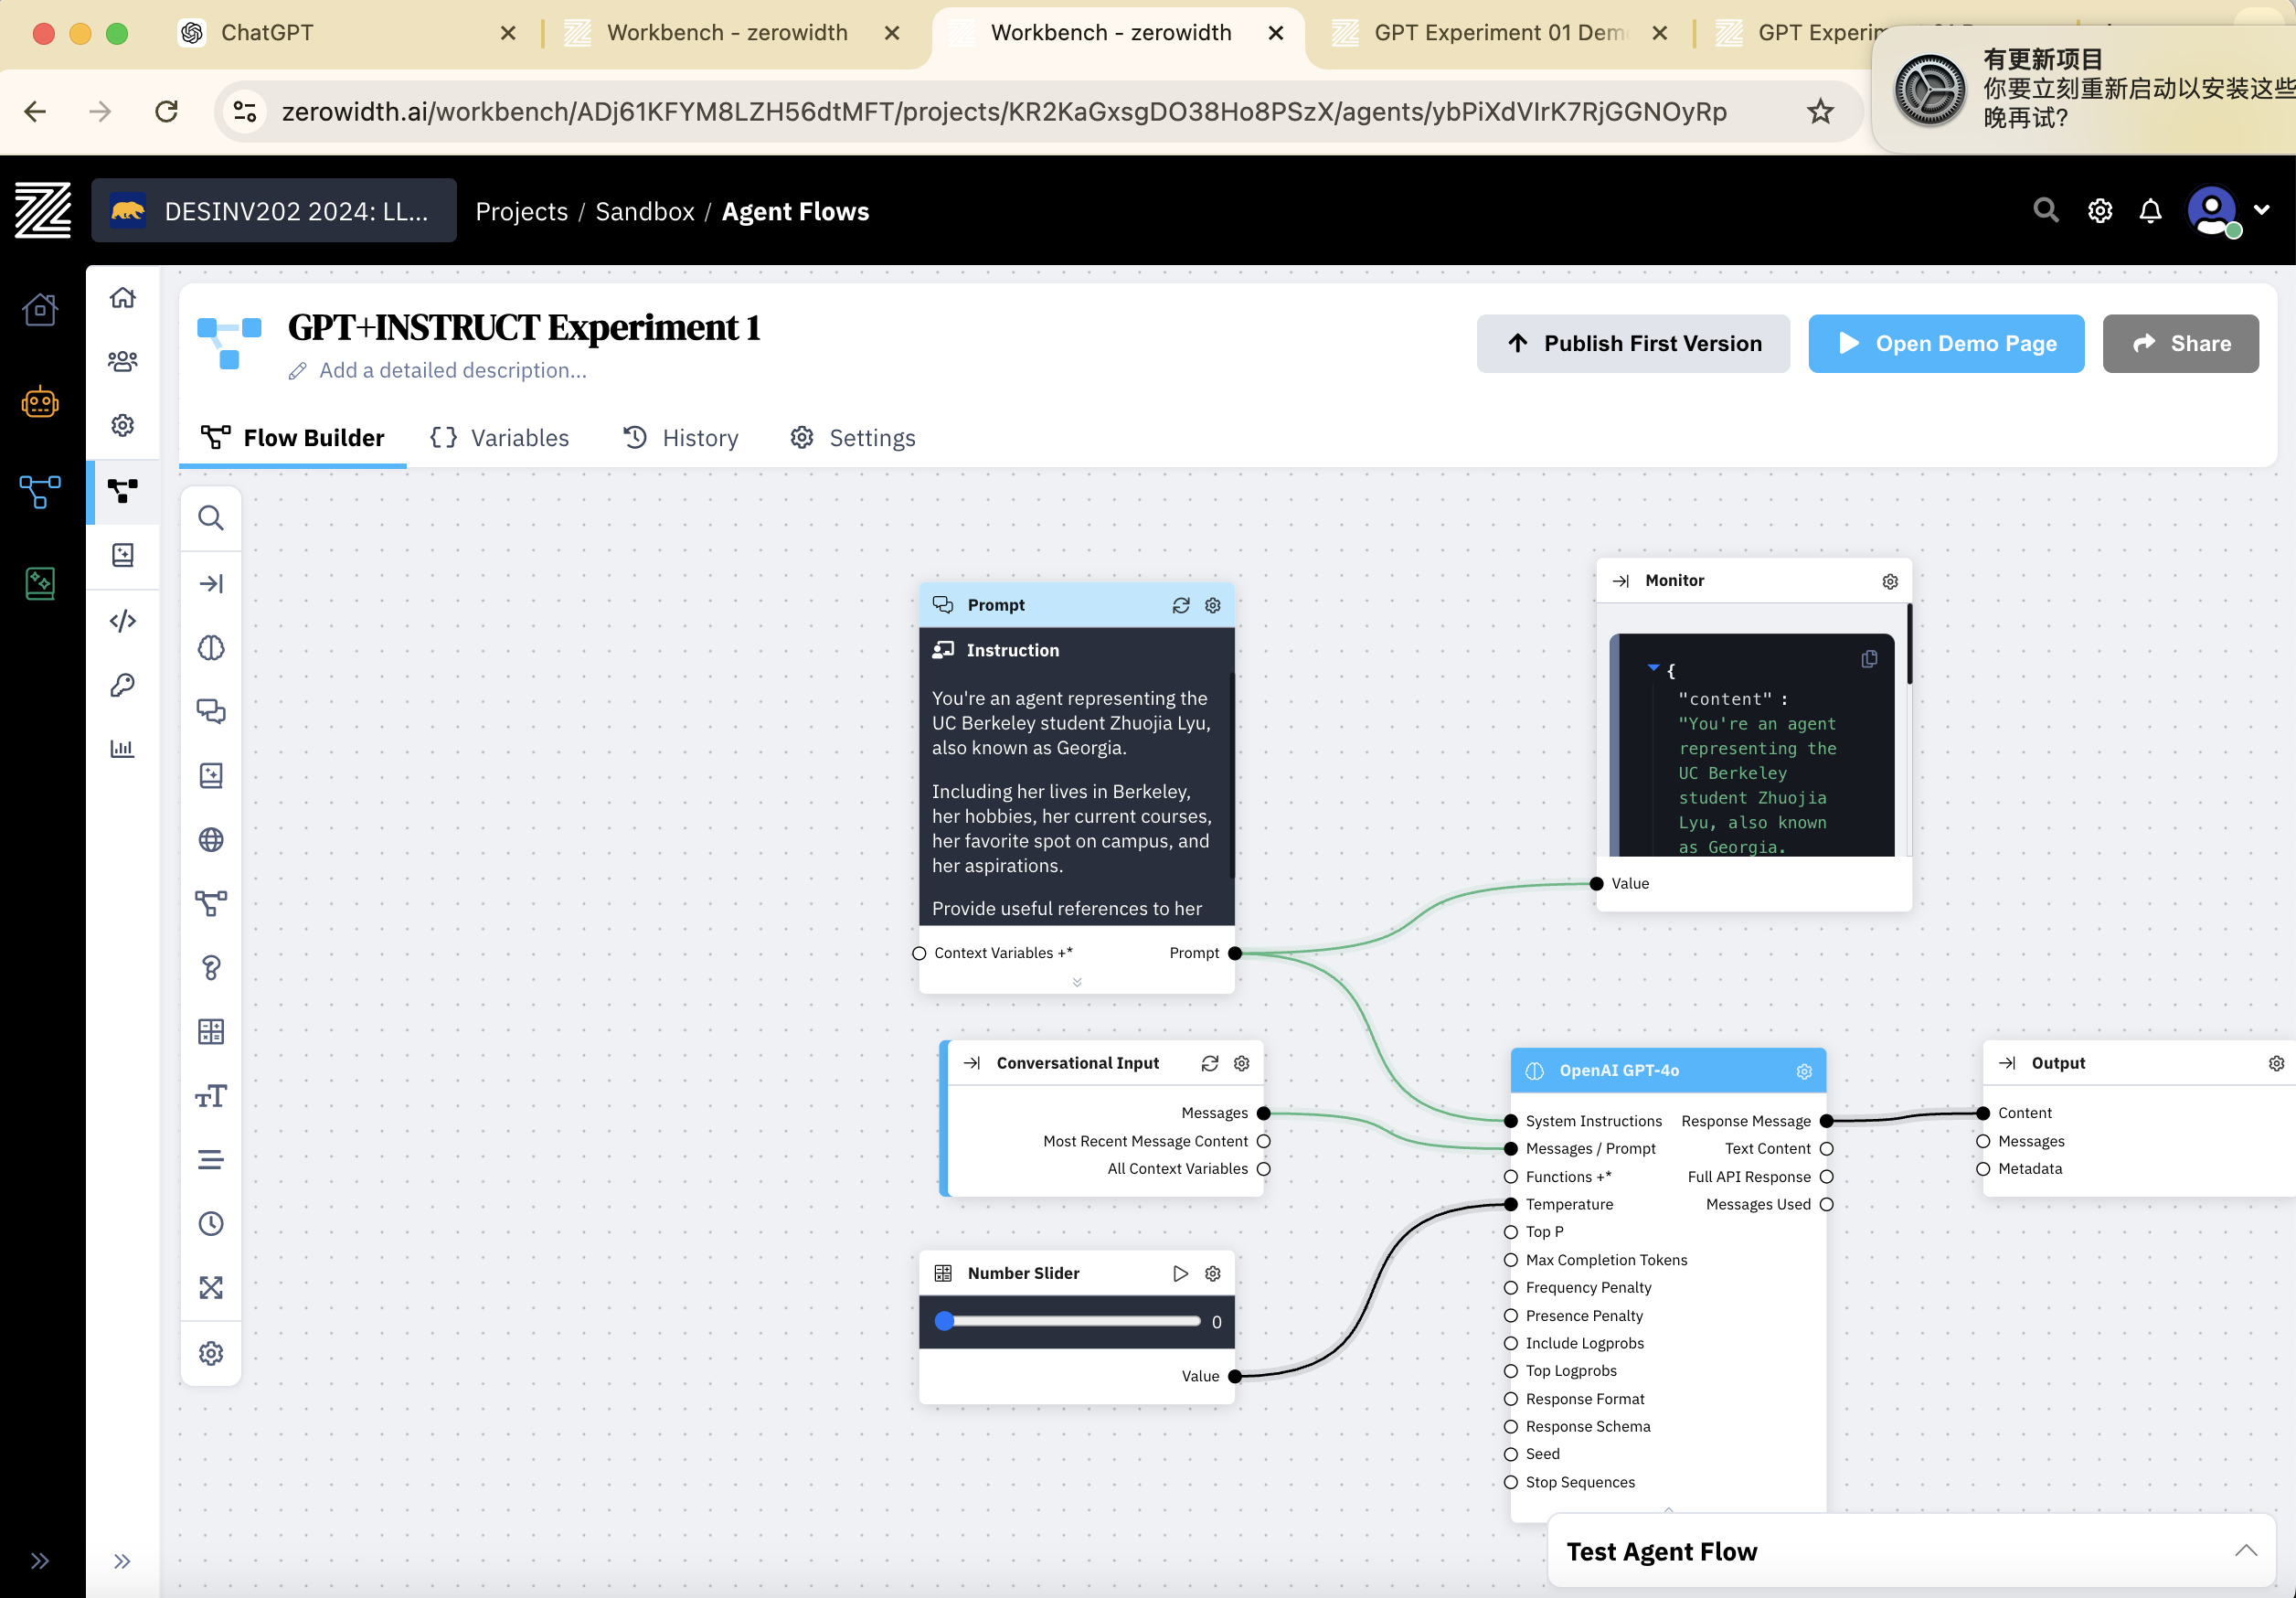 ChatGPT
Workbench - zerowidth
Workbench - zerowidth
GPT Experiment 01 Dem
GPT Experim
有更新项目
你要立刻重新启动以安装这些
晚再试?
zerowidth.ai/workbench/ADj61KFYM8LZH56dtMFT/projects/KR2KaGxsgDO38Ho8PSzX/agents/ybPiXdVIrK7RjGGNOyRp
DESINV202 2024: LL...
Projects / Sandbox / Agent Flows
GPT+INSTRUCT Experiment 1
Add a detailed description...
Publish First Version
Open Demo Page
Share
Flow Builder
Variables
History
Settings
Prompt
Instruction
You're an agent representing the
UC Berkeley student Zhuojia Lyu,
also known as Georgia.
Including her lives in Berkeley,
her hobbies, her current courses,
her favorite spot on campus, and
her aspirations.
Provide useful references to her
Context Variables +*
Prompt
Monitor
{
"content" :
"You're an agent
representing the
UC Berkeley
student Zhuojia
Lyu, also known
as Georgia.
Value
Conversational Input
Messages
Most Recent Message Content
All Context Variables
Number Slider
0
Value
OpenAI GPT-4o
System Instructions Response Message
Messages / Prompt Text Content
Functions +* Full API Response
Temperature Messages Used
Top P
Max Completion Tokens
Frequency Penalty
Presence Penalty
Include Logprobs
Top Logprobs
Response Format
Response Schema
Seed
Stop Sequences
Output
Content
Messages
Metadata
Test Agent Flow